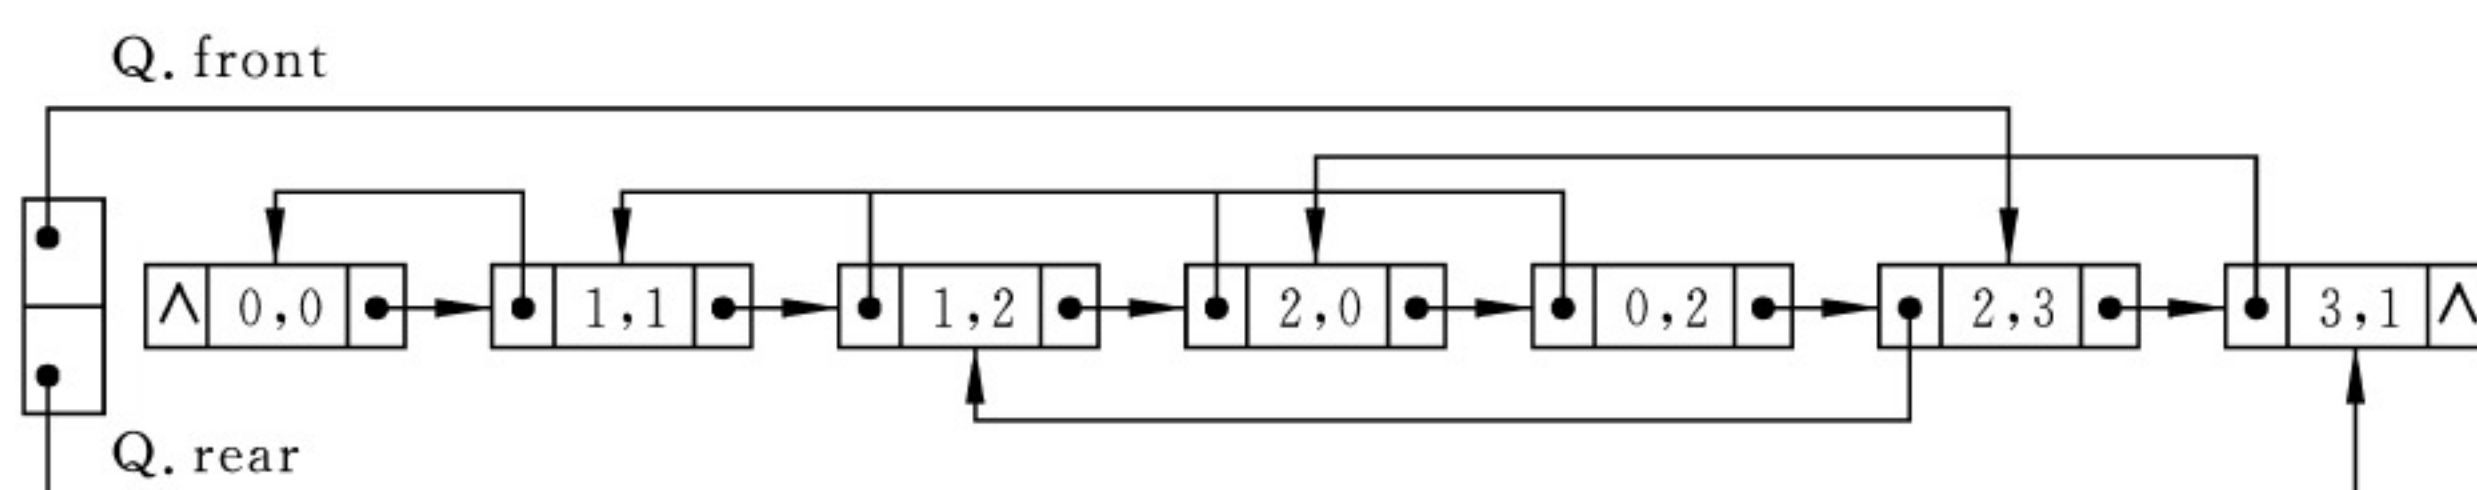 Q. front
∧ 0,0 1,1 1,2 2,0 0,2 2,3 3,1 ∧
Q. rear